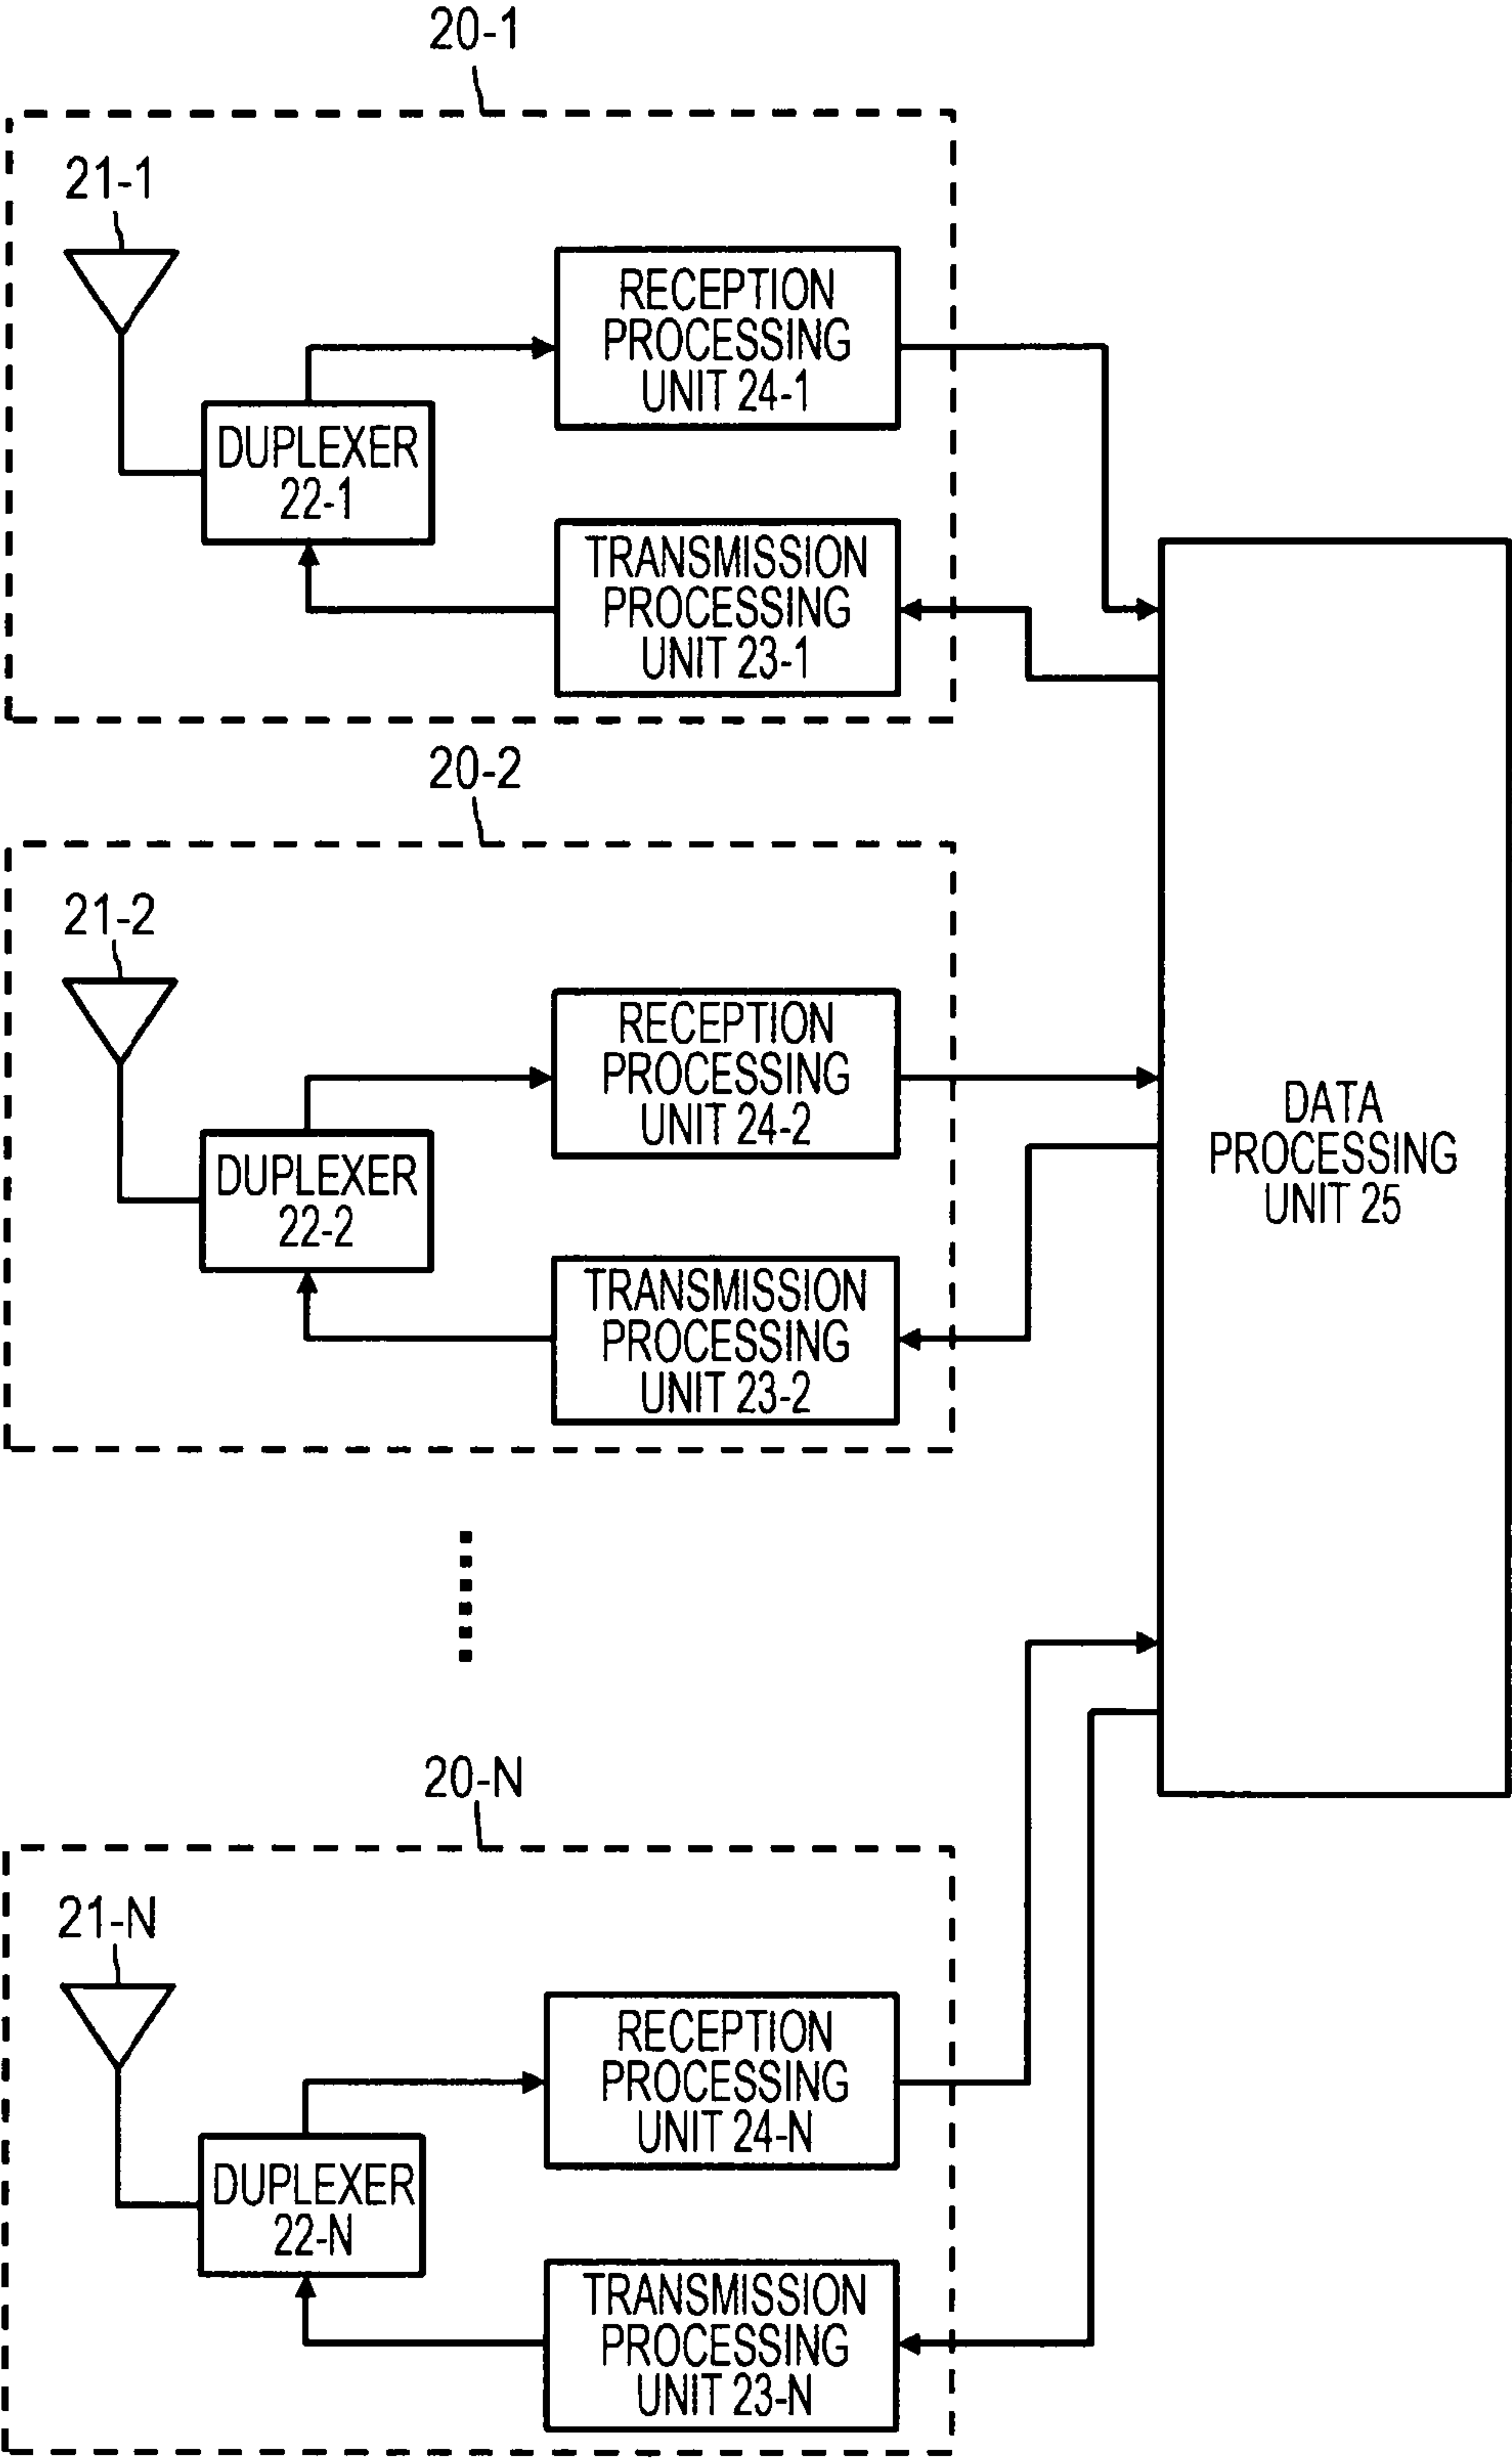 20-1
21-1
RECEPTION
PROCESSING
UNIT 24-1
DUPLEXER
22-1
TRANSMISSION
PROCESSING
UNIT 23-1
20-2
21-2
RECEPTION
PROCESSING
UNIT 24-2
DUPLEXER
22-2
TRANSMISSION
PROCESSING
UNIT 23-2
DATA
PROCESSING
UNIT 25
20-N
21-N
RECEPTION
PROCESSING
UNIT 24-N
DUPLEXER
22-N
TRANSMISSION
PROCESSING
UNIT 23-N